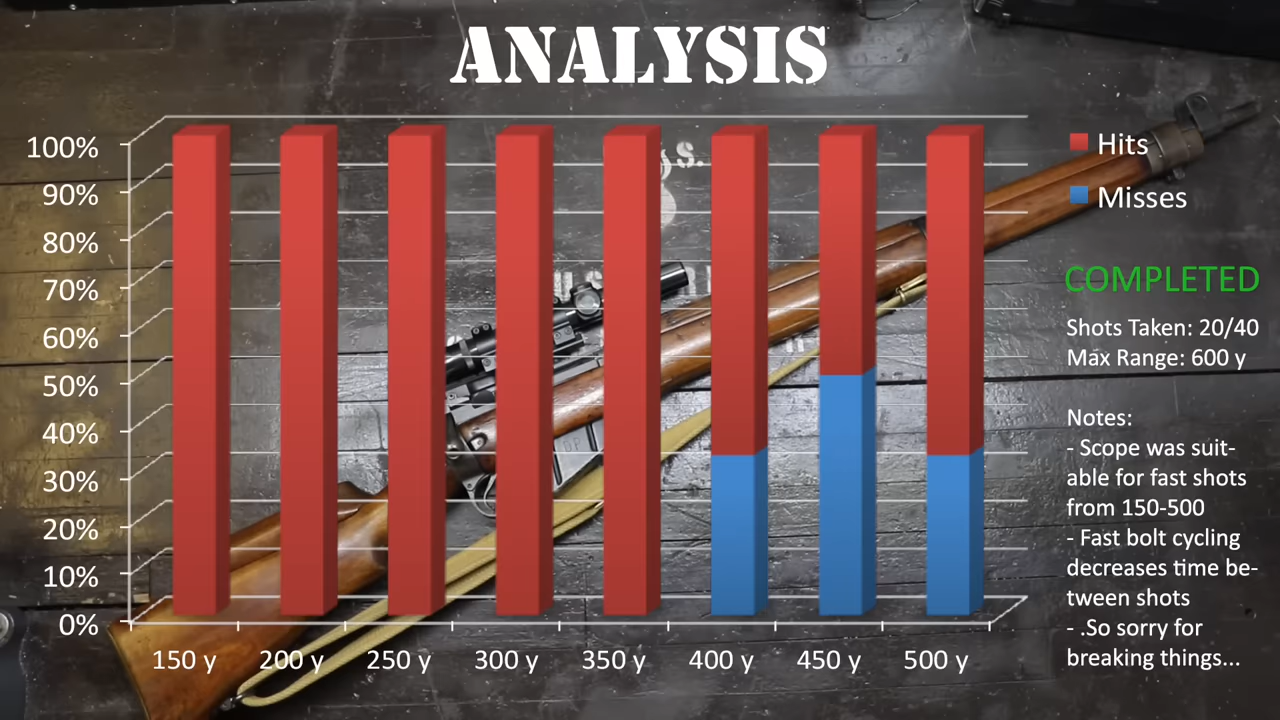 ANALYSIS
100%
90%
80%
70%
60%
50%
40%
30%
20%
10%
0%
150 y
200 y
250 y
300 y
350 y
400 y
450 y
500 y
Hits
Misses
COMPLETED
Shots Taken: 20/40
Max Range: 600 y
Notes:
- Scope was suit-
able for fast shots
from 150-500
- Fast bolt cycling
decreases time be-
tween shots
- .So sorry for
breaking things...